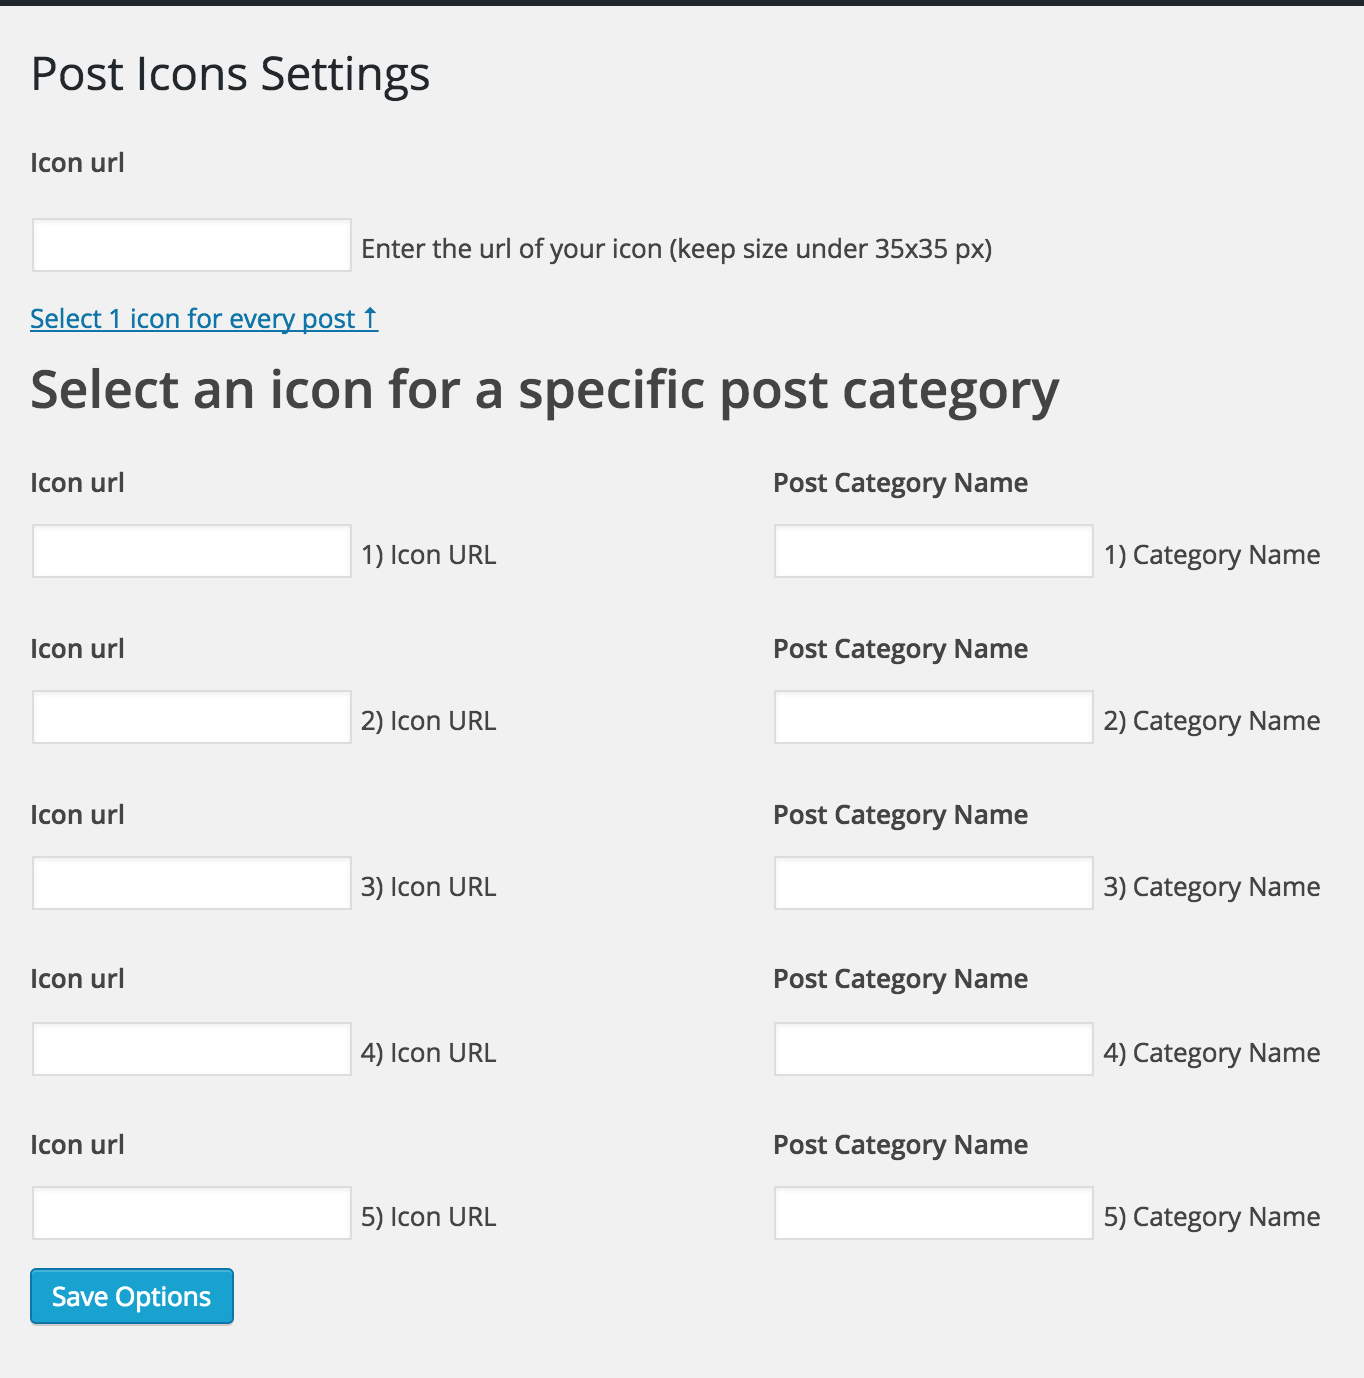 Post Icons Settings
Icon url
Enter the url of your icon (keep size under 35x35 px)
Select 1 icon for every post ↑
Select an icon for a specific post category
Icon url
Post Category Name
1) Icon URL
1) Category Name
Icon url
Post Category Name
2) Icon URL
2) Category Name
Icon url
Post Category Name
3) Icon URL
3) Category Name
Icon url
Post Category Name
4) Icon URL
4) Category Name
Icon url
Post Category Name
5) Icon URL
5) Category Name
Save Options